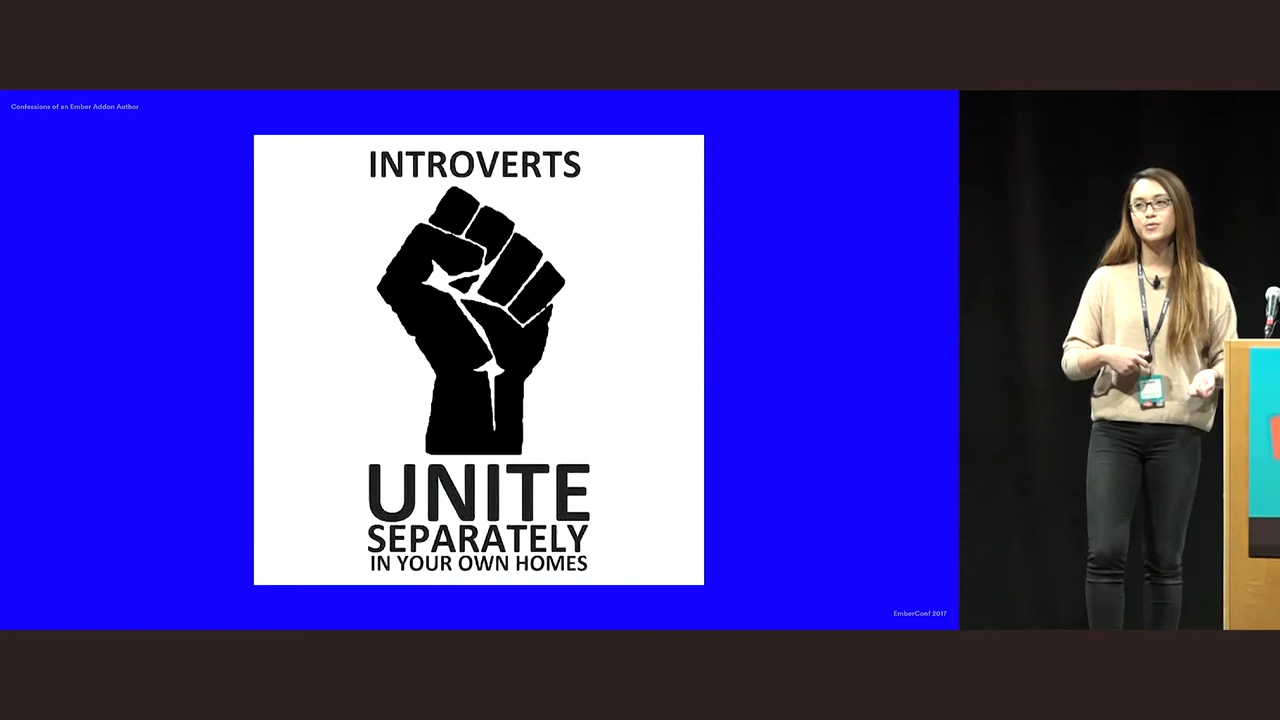 Confessions of an Ember Addon Author
INTROVERTS
UNITE
SEPARATELY
IN YOUR OWN HOMES
EmberConf 2017